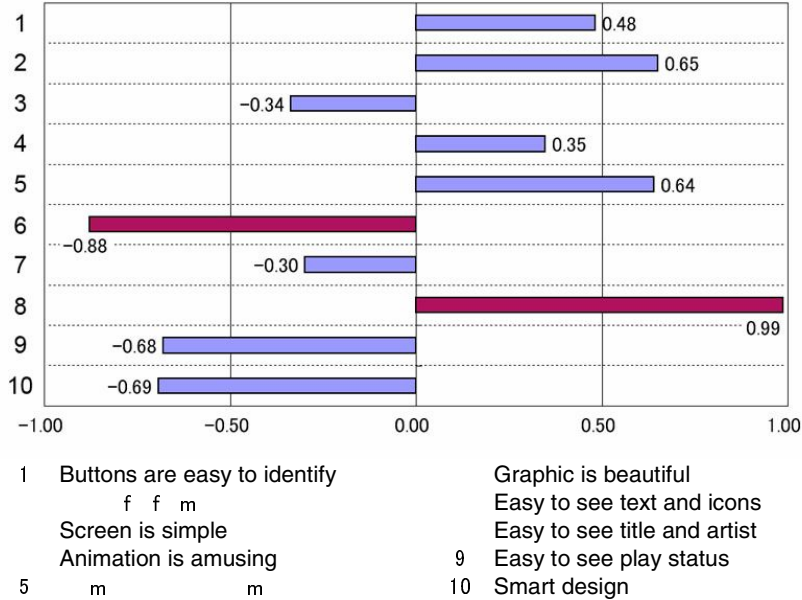 1
0.48
2
0.65
3
−0.34
4
0.35
5
0.64
6
−0.88
7
−0.30
8
0.99
9
−0.68
10
−0.69
−1.00 −0.50 0.00 0.50 1.00
1 Buttons are easy to identify
f f m
Screen is simple
Animation is amusing
5 m m
Graphic is beautiful
Easy to see text and icons
Easy to see title and artist
9 Easy to see play status
10 Smart design